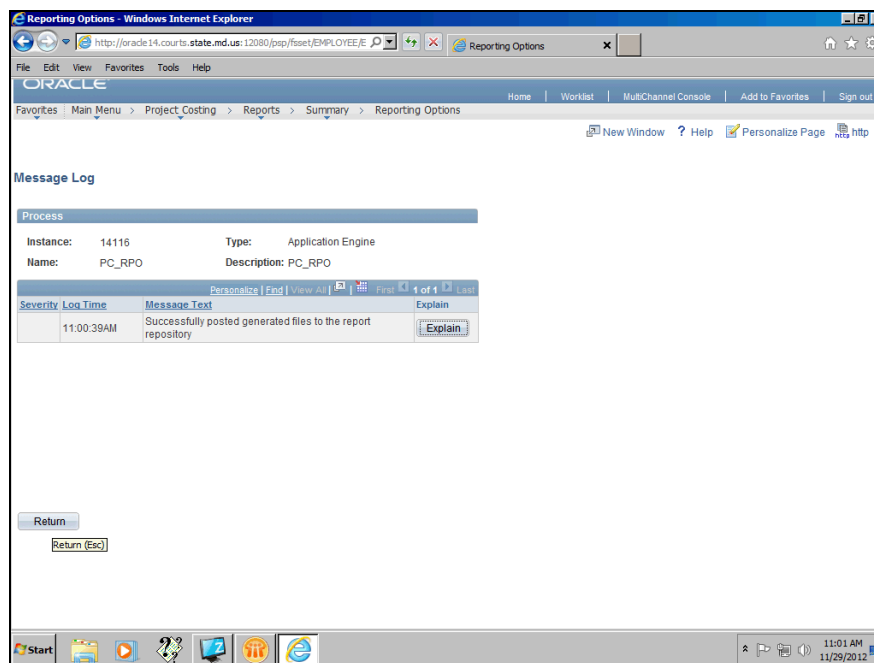 Reporting Options - Windows Internet Explorer
http://oracle14.courts.state.md.us:12080/psp/fsset/EMPLOYEE/E
Reporting Options
File Edit View Favorites Tools Help
ORACLE
Home | Worklist | MultiChannel Console | Add to Favorites | Sign out
Favorites Main Menu > Project Costing > Reports > Summary > Reporting Options
New Window ? Help Personalize Page http
Message Log
Process
Instance: 14116 Type: Application Engine
Name: PC_RPO Description: PC_RPO
Personalize | Find | View All | First 1 of 1 Last
Severity Log Time Message Text Explain
11:00:39AM Successfully posted generated files to the report
repository
Explain
Return
Return (Esc)
Start
11:01 AM
11/29/2012